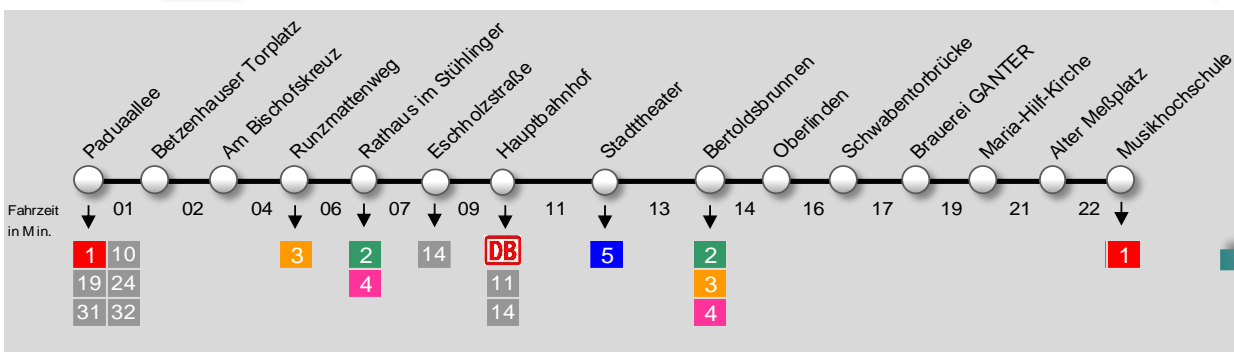 Paduaallee
Betzenhauser Torplatz
Am Bischofskreuz
Runzmattenweg
Rathaus im Stühlinger
Eschholzstraße
Hauptbahnhof
Stadttheater
Bertoldsbrunnen
Oberlinden
Schwabentorbrücke
Brauerei GANTER
Maria-Hilf-Kirche
Alter Meßplatz
Musikhochschule
Fahrzeit 01 02 04 06 07 09 11 13 14 16 17 19 21 22
in Min.
1 10 3 2 14 DB 5 2 1
19 24 4 11 3
31 32 14 4